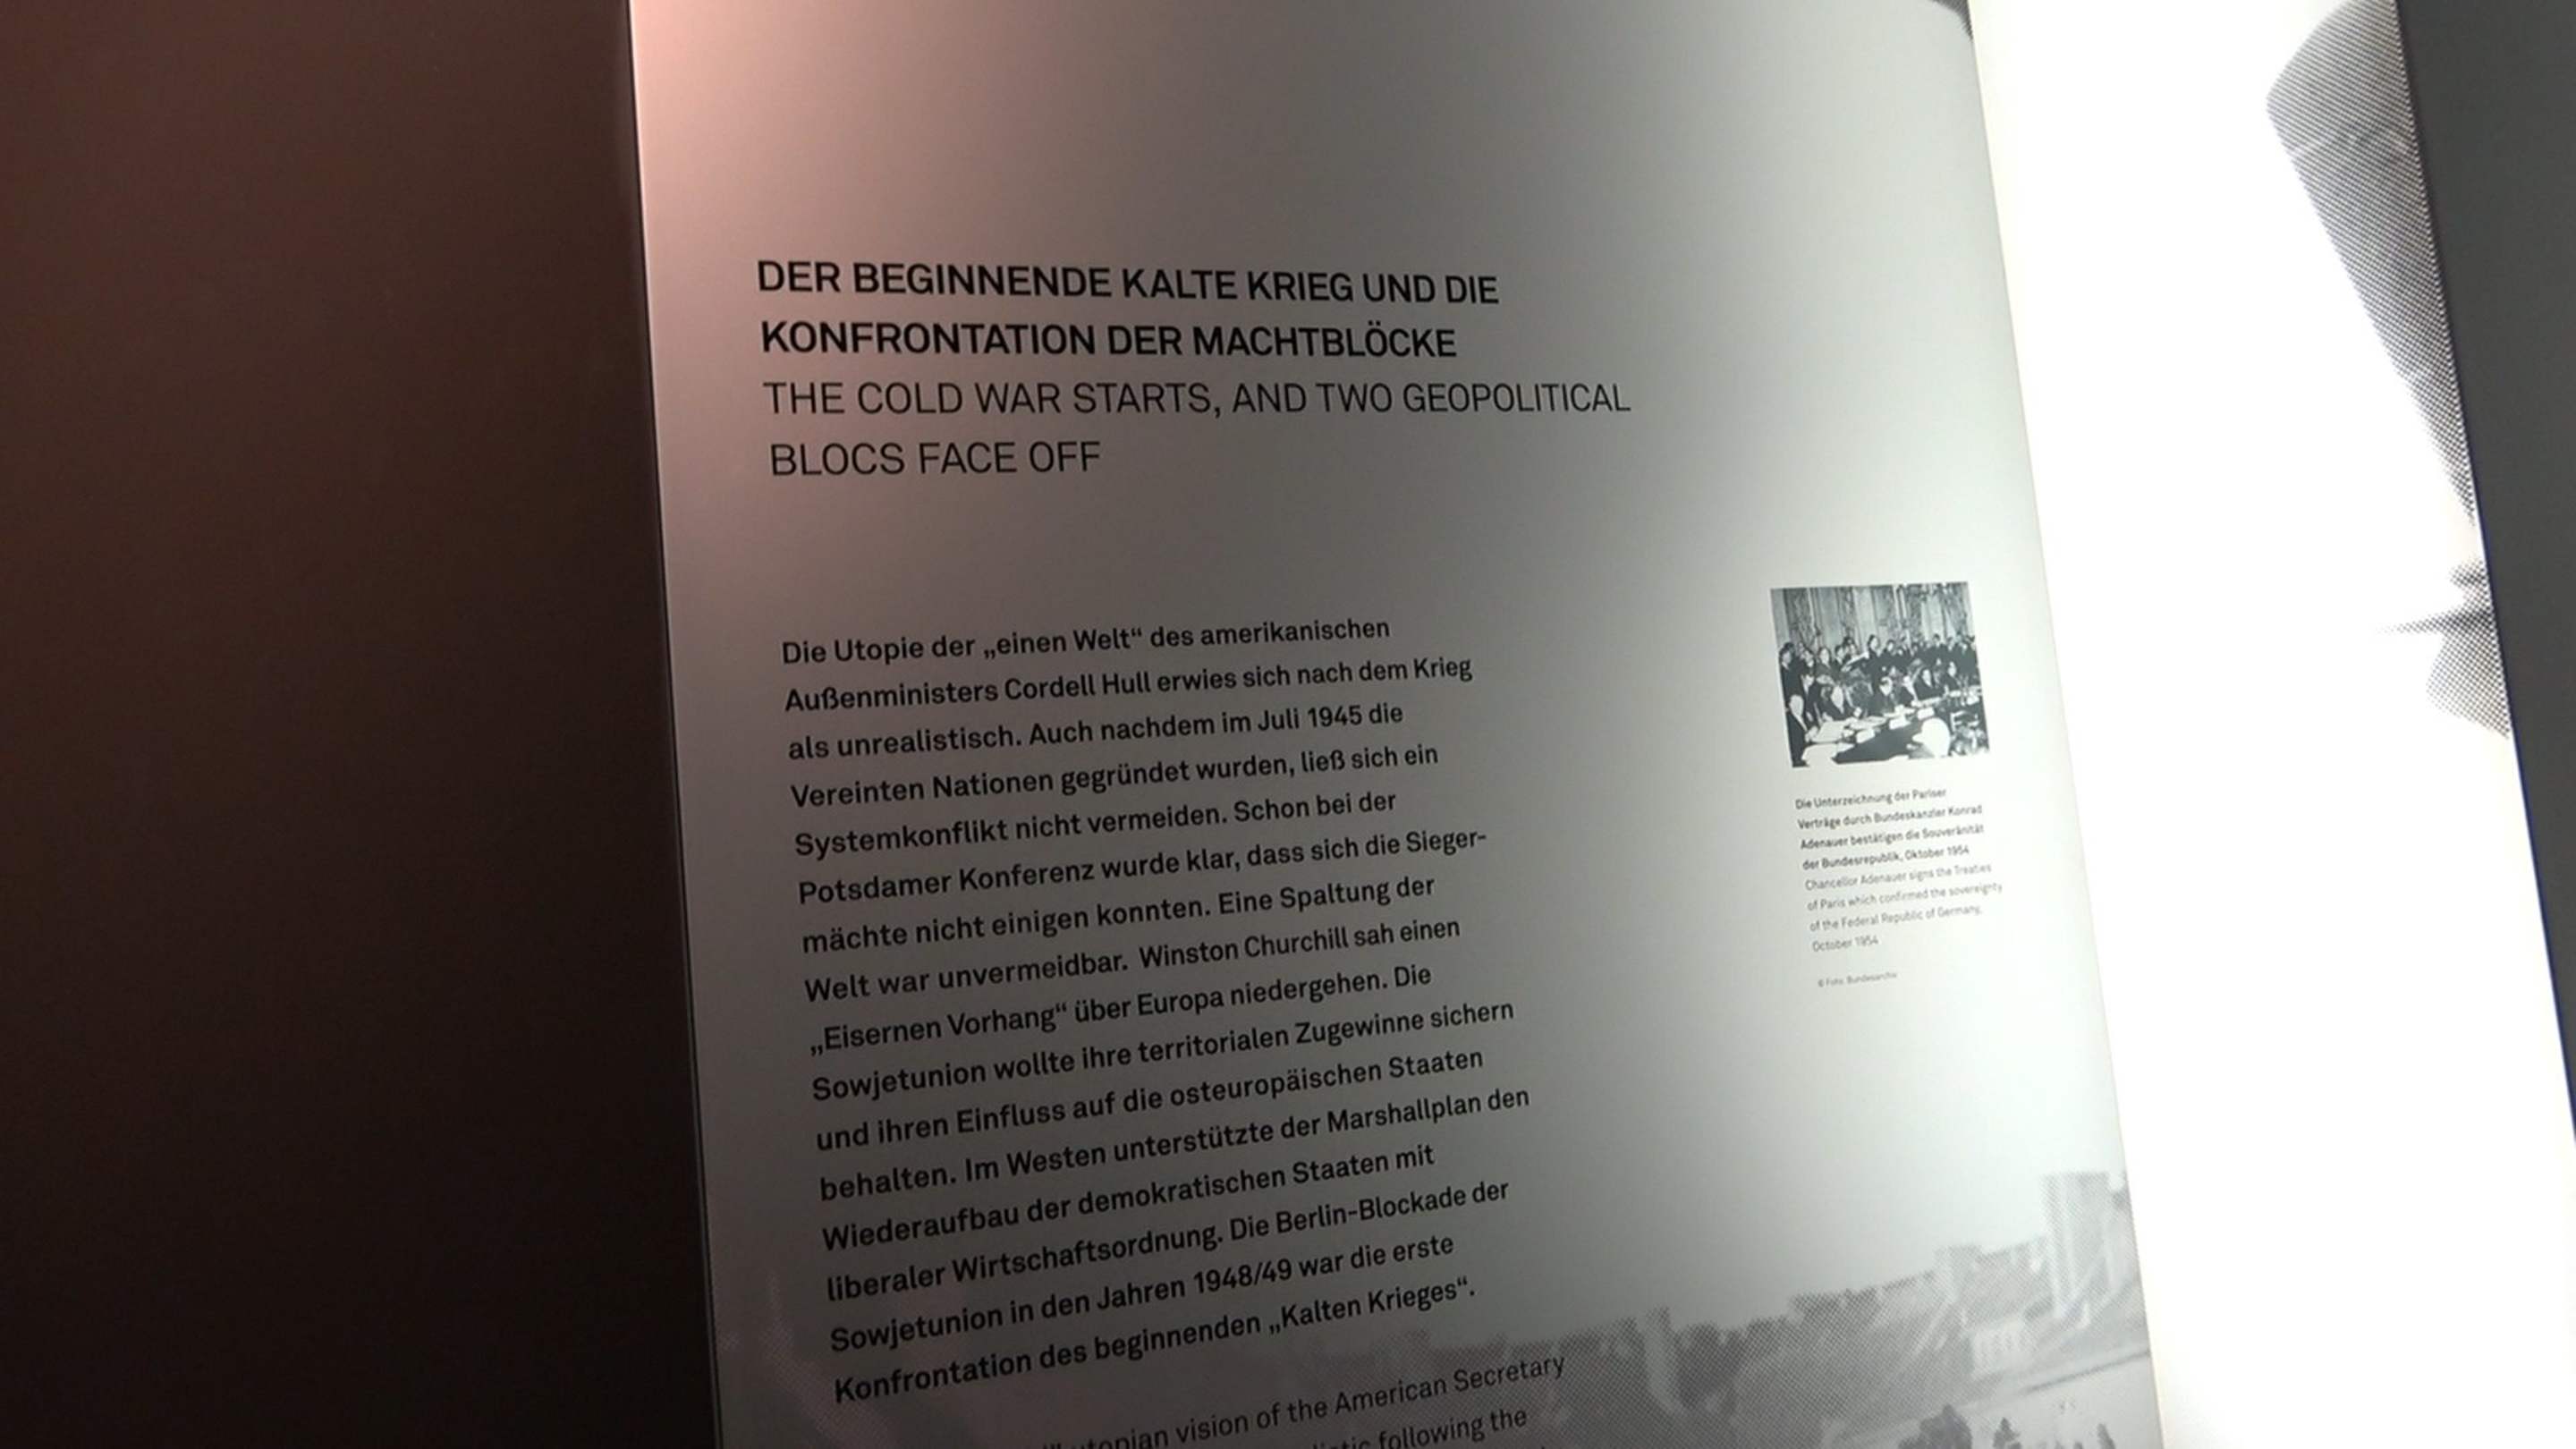 DER BEGINNENDE KALTE KRIEG UND DIE
KONFRONTATION DER MACHTBLÖCKE
THE COLD WAR STARTS, AND TWO GEOPOLITICAL
BLOCS FACE OFF
Die Utopie der „einen Welt“ des amerikanischen
Außenministers Cordell Hull erwies sich nach dem Krieg
als unrealistisch. Auch nachdem im Juli 1945 die
Vereinten Nationen gegründet wurden, ließ sich ein
Systemkonflikt nicht vermeiden. Schon bei der
Potsdamer Konferenz wurde klar, dass sich die Sieger-
mächte nicht einigen konnten. Eine Spaltung der
Welt war unvermeidbar. Winston Churchill sah einen
„Eisernen Vorhang“ über Europa niedergehen. Die
Sowjetunion wollte ihre territorialen Zugewinne sichern
und ihren Einfluss auf die osteuropäischen Staaten
behalten. Im Westen unterstützte der Marshallplan den
Wiederaufbau der demokratischen Staaten mit
liberaler Wirtschaftsordnung. Die Berlin-Blockade der
Sowjetunion in den Jahren 1948/49 war die erste
Konfrontation des beginnenden „Kalten Krieges“.
vision of the American Secretary
following the
Die Unterzeichnung der Pariser
Verträge durch Bundeskanzler Konrad
Adenauer bestätigen die Souveränität
der Bundesrepublik, Oktober 1954
Chancellor Adenauer signs the Treaties
of Paris which confirmed the sovereignty
of the Federal Republic of Germany,
October 1954
© Foto: Bundesarchiv